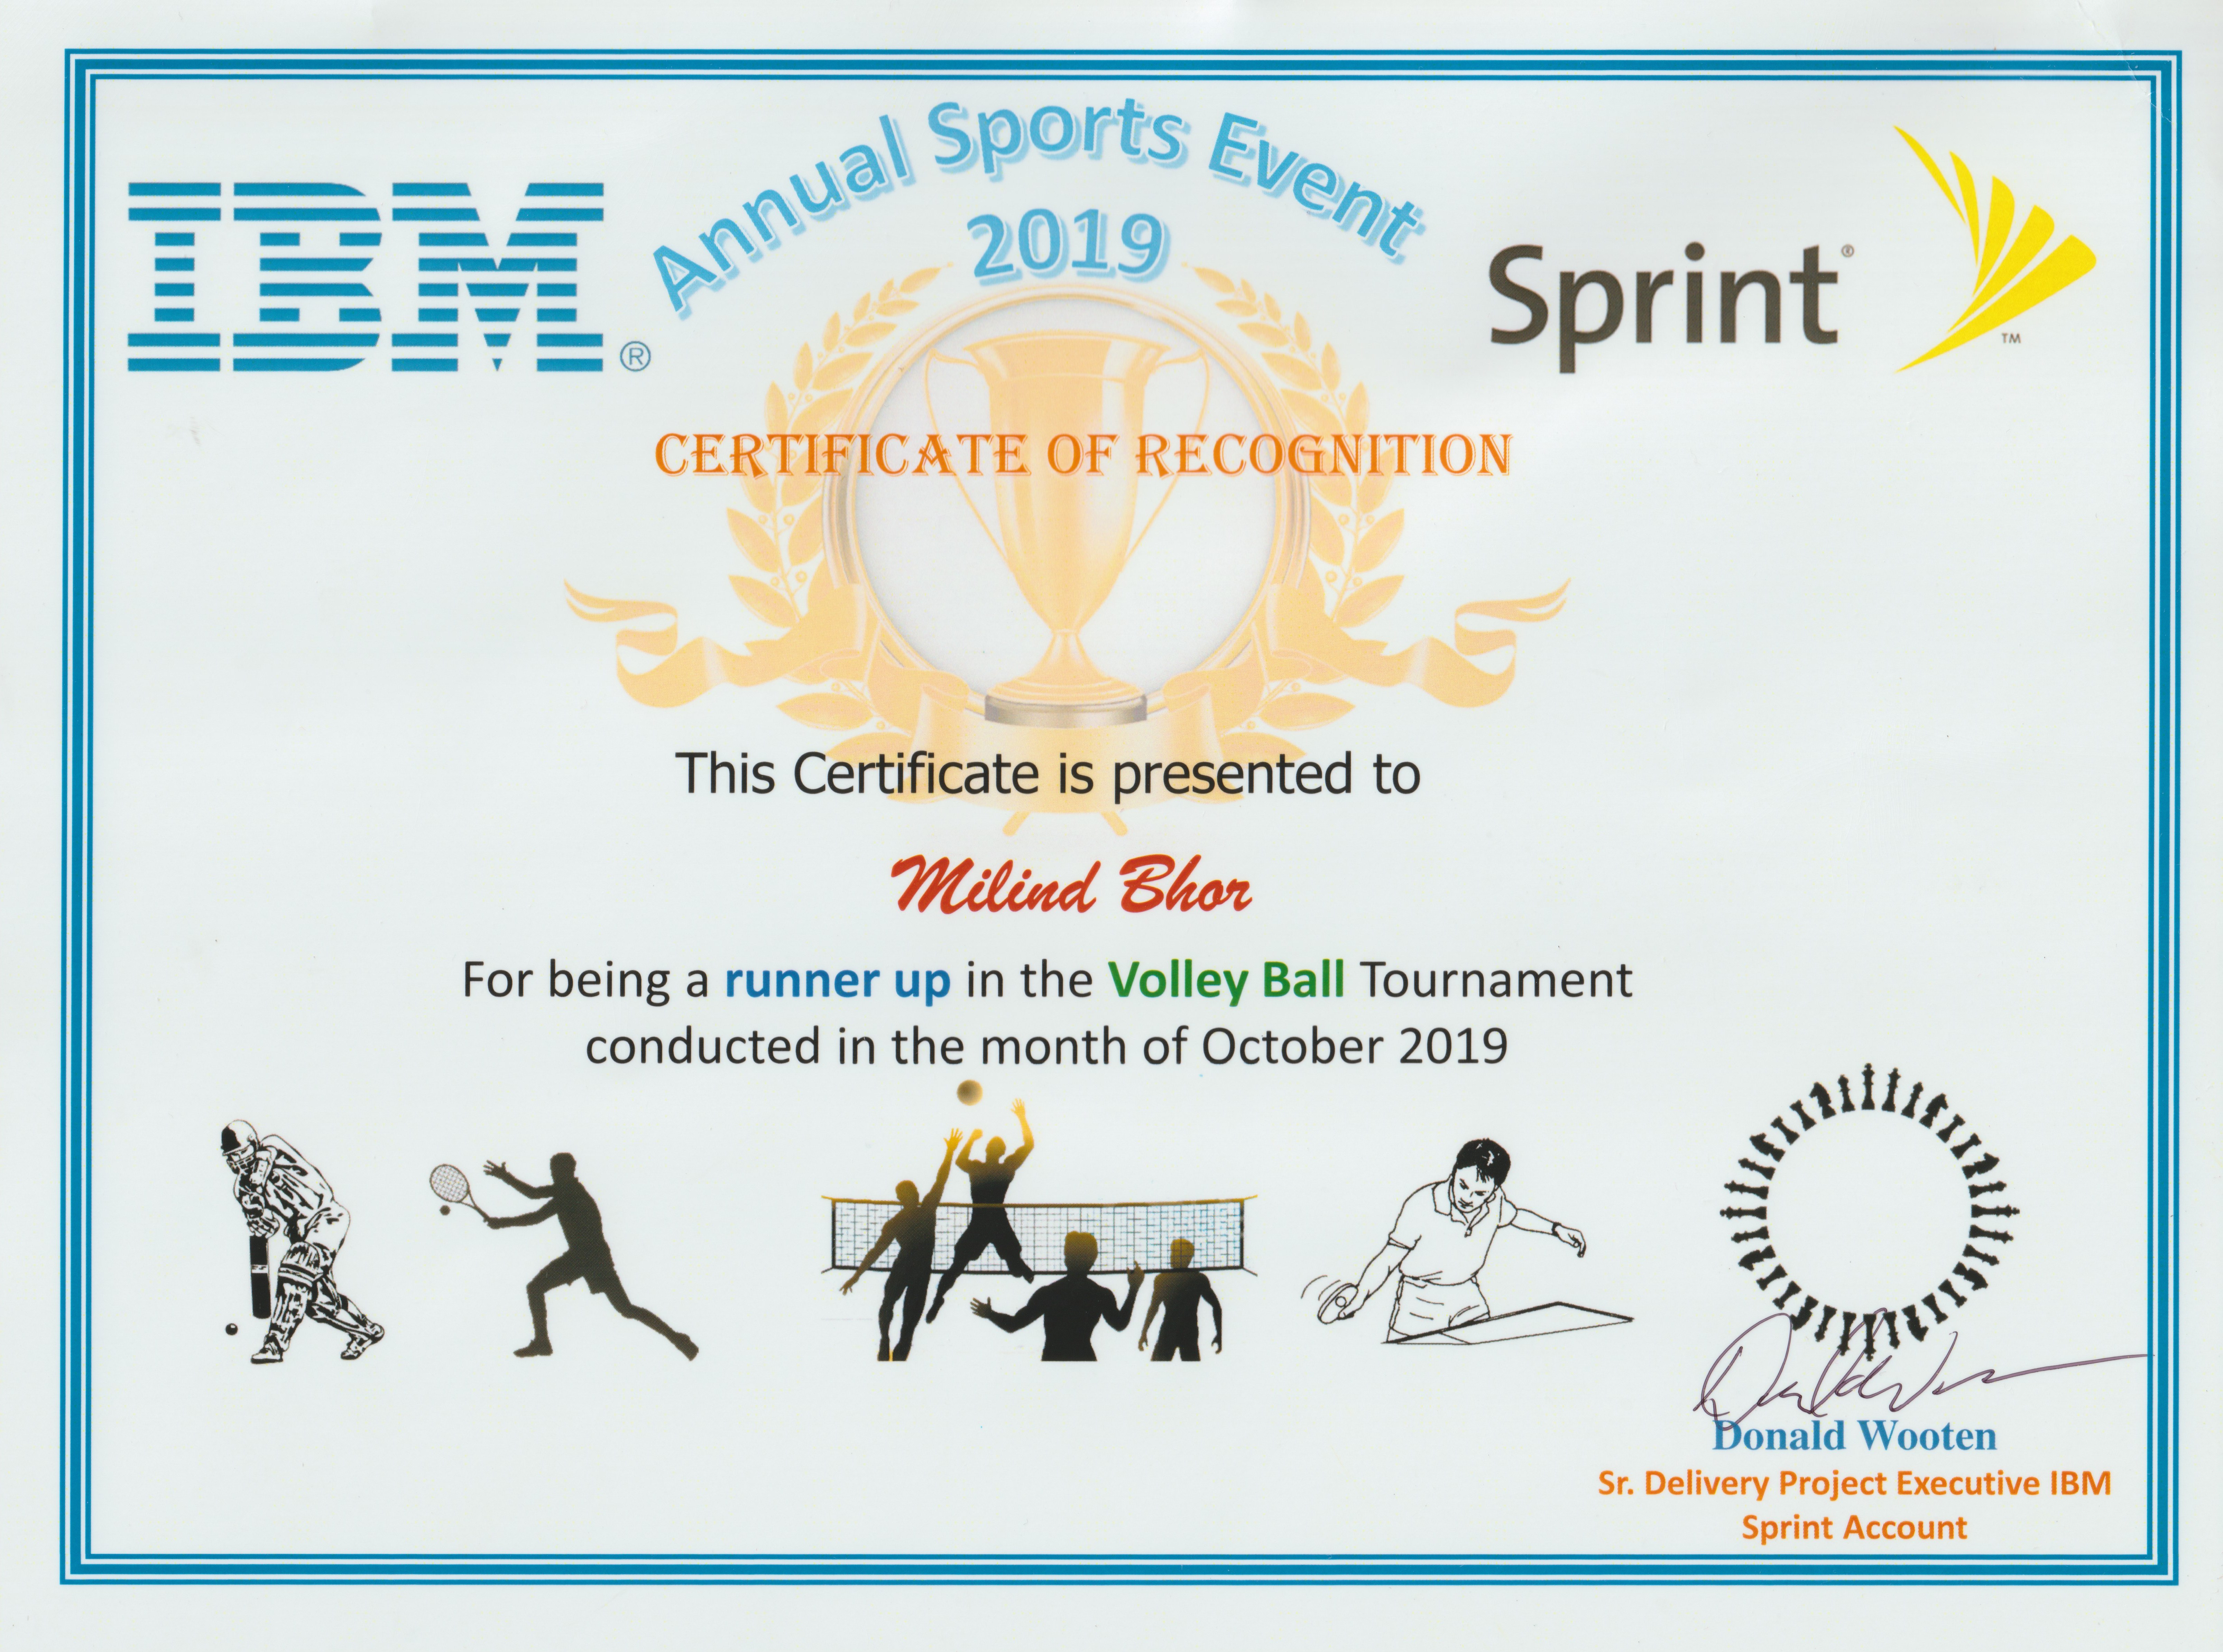 Annual Sports Event
2019
IBM®
Sprint®
TM
CERTIFICATE OF RECOGNITION
This Certificate is presented to
Milind Bhor
For being a runner up in the Volley Ball Tournament
conducted in the month of October 2019
Donald Wooten
Sr. Delivery Project Executive IBM
Sprint Account